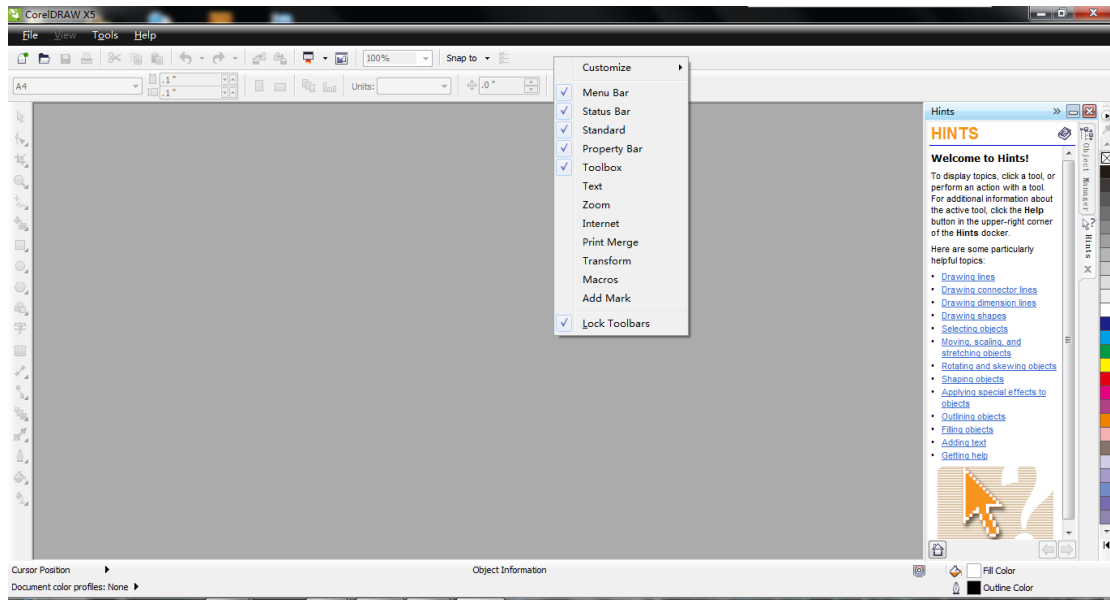 CorelDRAW X5
File View Tools Help
100% Snap to
A4 .1" .1" Units: .0"
Customize
Menu Bar
Status Bar
Standard
Property Bar
Toolbox
Text
Zoom
Internet
Print Merge
Transform
Macros
Add Mark
Lock Toolbars
字
Hints
HINTS
Welcome to Hints!
To display topics, click a tool, or
perform an action with a tool.
For additional information about
the active tool, click the Help
button in the upper-right corner
of the Hints docker.
Here are some particularly
helpful topics:
• Drawing lines
• Drawing connector lines
• Drawing dimension lines
• Drawing shapes
• Selecting objects
• Moving, scaling, and
stretching objects
• Rotating and skewing objects
• Shaping objects
• Applying special effects to
objects
• Outlining objects
• Filling objects
• Adding text
• Getting help
Object Manager
Hints
Cursor Position Object Information Fill Color
Document color profiles: None Outline Color